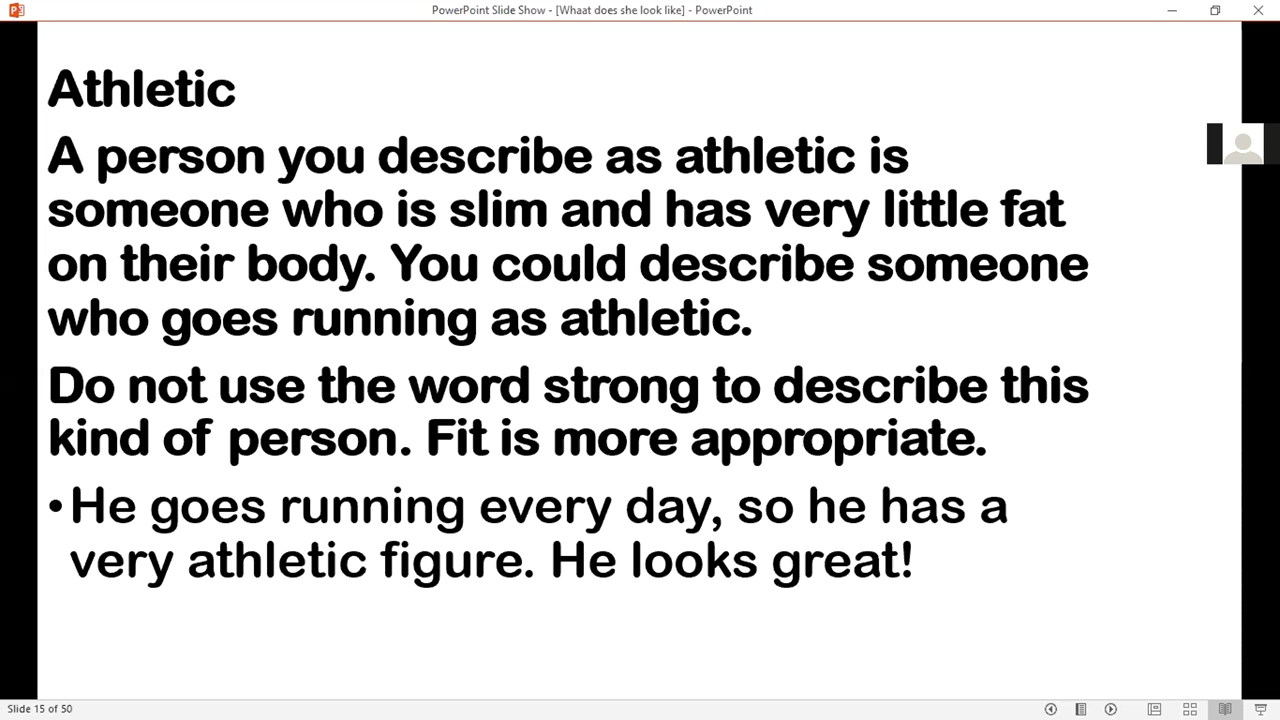 PowerPoint Slide Show - [Whaat does she look like] - PowerPoint
Athletic
A person you describe as athletic is
someone who is slim and has very little fat
on their body. You could describe someone
who goes running as athletic.
Do not use the word strong to describe this
kind of person. Fit is more appropriate.
• He goes running every day, so he has a
very athletic figure. He looks great!
Slide 15 of 50